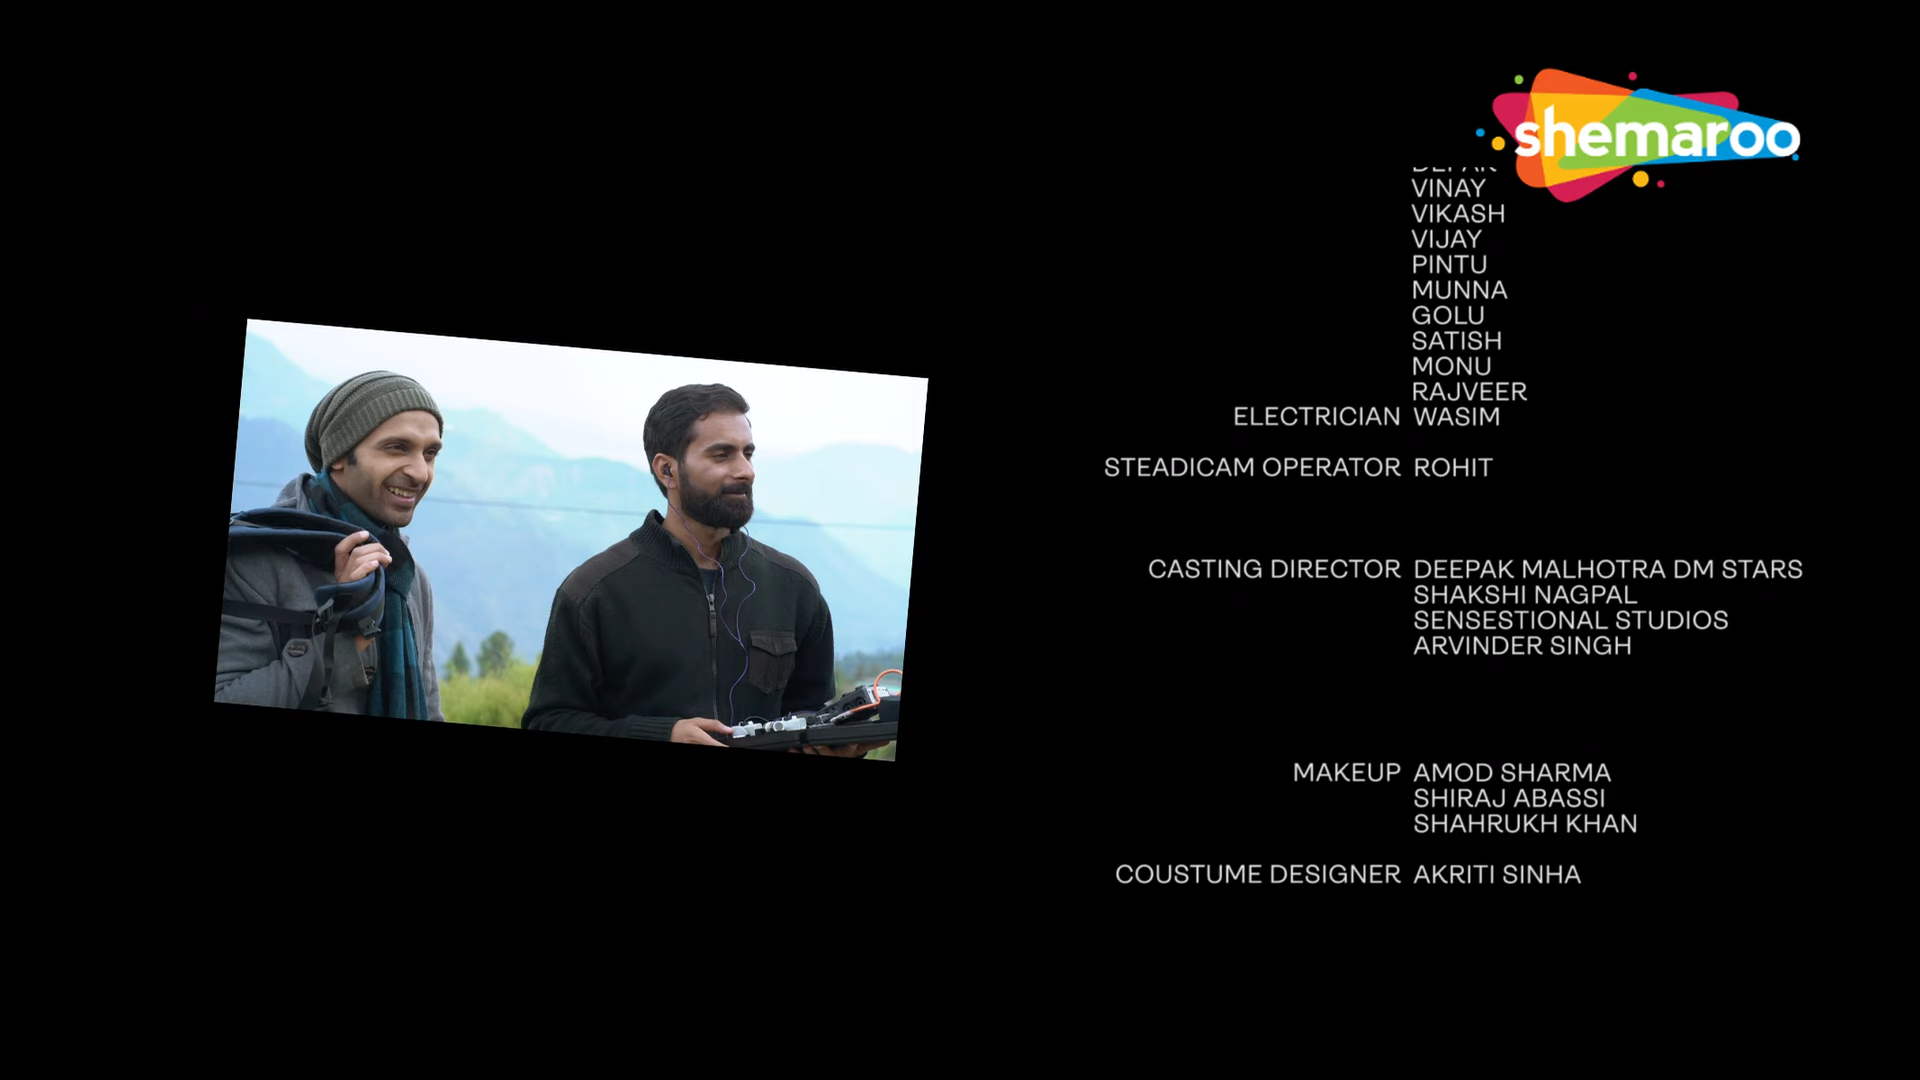 shemaroo
DEEPAK
VINAY
VIKASH
VIJAY
PINTU
MUNNA
GOLU
SATISH
MONU
RAJVEER
ELECTRICIAN WASIM
STEADICAM OPERATOR ROHIT
CASTING DIRECTOR DEEPAK MALHOTRA DM STARS
SHAKSHI NAGPAL
SENSESTIONAL STUDIOS
ARVINDER SINGH
MAKEUP AMOD SHARMA
SHIRAJ ABASSI
SHAHRUKH KHAN
COUSTUME DESIGNER AKRITI SINHA